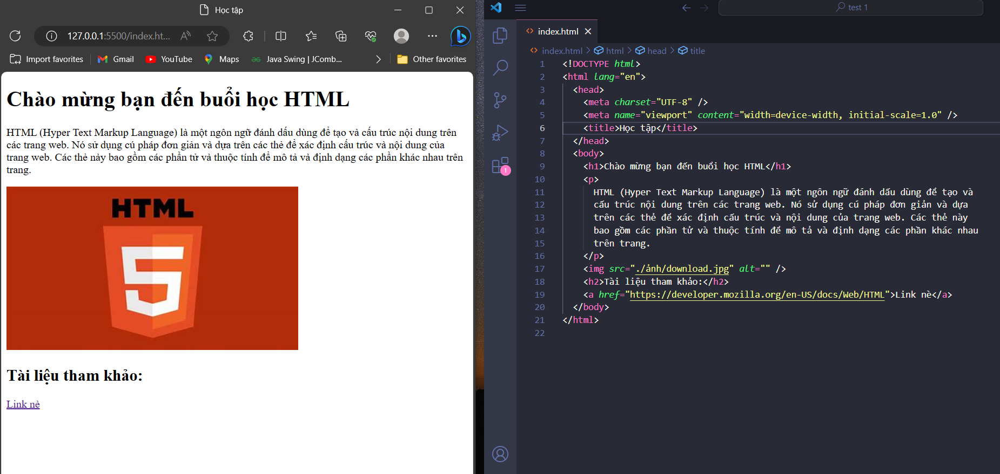 Học tập
127.0.0.1:5500/index.ht...
Import favorites
Gmail
YouTube
Maps
Java Swing | JComb...
Other favorites
Chào mừng bạn đến buổi học HTML
HTML (Hyper Text Markup Language) là một ngôn ngữ đánh dấu dùng để tạo và cấu trúc nội dung trên
các trang web. Nó sử dụng cú pháp đơn giản và dựa trên các thẻ để xác định cấu trúc và nội dung của
trang web. Các thẻ này bao gồm các phần tử và thuộc tính để mô tả và định dạng các phần khác nhau trên
trang.
HTML
5
Tài liệu tham khảo:
Link nè
test 1
index.html
index.html > html > head > title
1 <!DOCTYPE html>
2 <html lang="en">
3 <head>
4 <meta charset="UTF-8" />
5 <meta name="viewport" content="width=device-width, initial-scale=1.0" />
6 <title>Học tập</title>
7 </head>
8 <body>
9 <h1>Chào mừng bạn đến buổi học HTML</h1>
10 <p>
11 HTML (Hyper Text Markup Language) là một ngôn ngữ đánh dấu dùng để tạo và
12 cấu trúc nội dung trên các trang web. Nó sử dụng cú pháp đơn giản và dựa
13 trên các thẻ để xác định cấu trúc và nội dung của trang web. Các thẻ này
14 bao gồm các phần tử và thuộc tính để mô tả và định dạng các phần khác nhau
15 trên trang.
16 </p>
17 <img src="./ảnh/download.jpg" alt="" />
18 <h2>Tài liệu tham khảo:</h2>
19 <a href="https://developer.mozilla.org/en-US/docs/Web/HTML">Link nè</a>
20 </body>
21 </html>
22
1